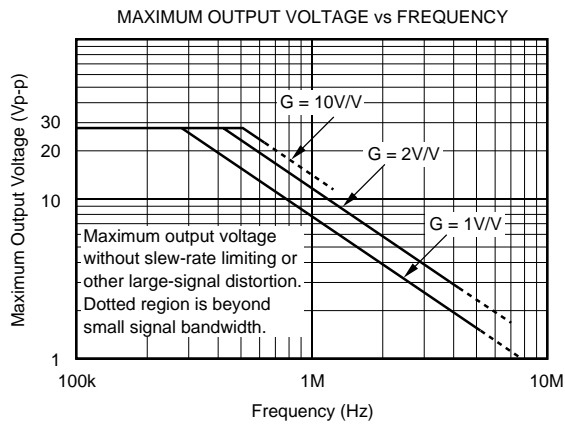 MAXIMUM OUTPUT VOLTAGE vs FREQUENCY
Maximum Output Voltage (Vp-p)
30
20
10
1
G = 10V/V
G = 2V/V
G = 1V/V
Maximum output voltage
without slew-rate limiting or
other large-signal distortion.
Dotted region is beyond
small signal bandwidth.
100k
1M
10M
Frequency (Hz)